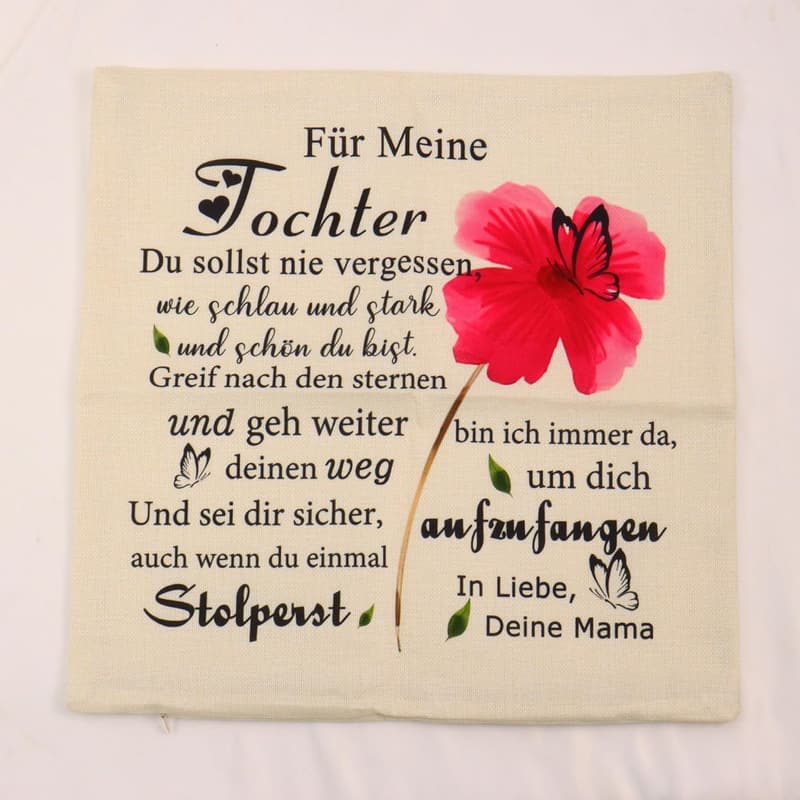 Für Meine
Tochter
Du sollst nie vergessen,
wie schlau und stark
und schön du bist.
Greif nach den sternen
und geh weiter
deinen weg
Und sei dir sicher,
auch wenn du einmal
Stolperst
bin ich immer da,
um dich
aufzufangen
In Liebe,
Deine Mama